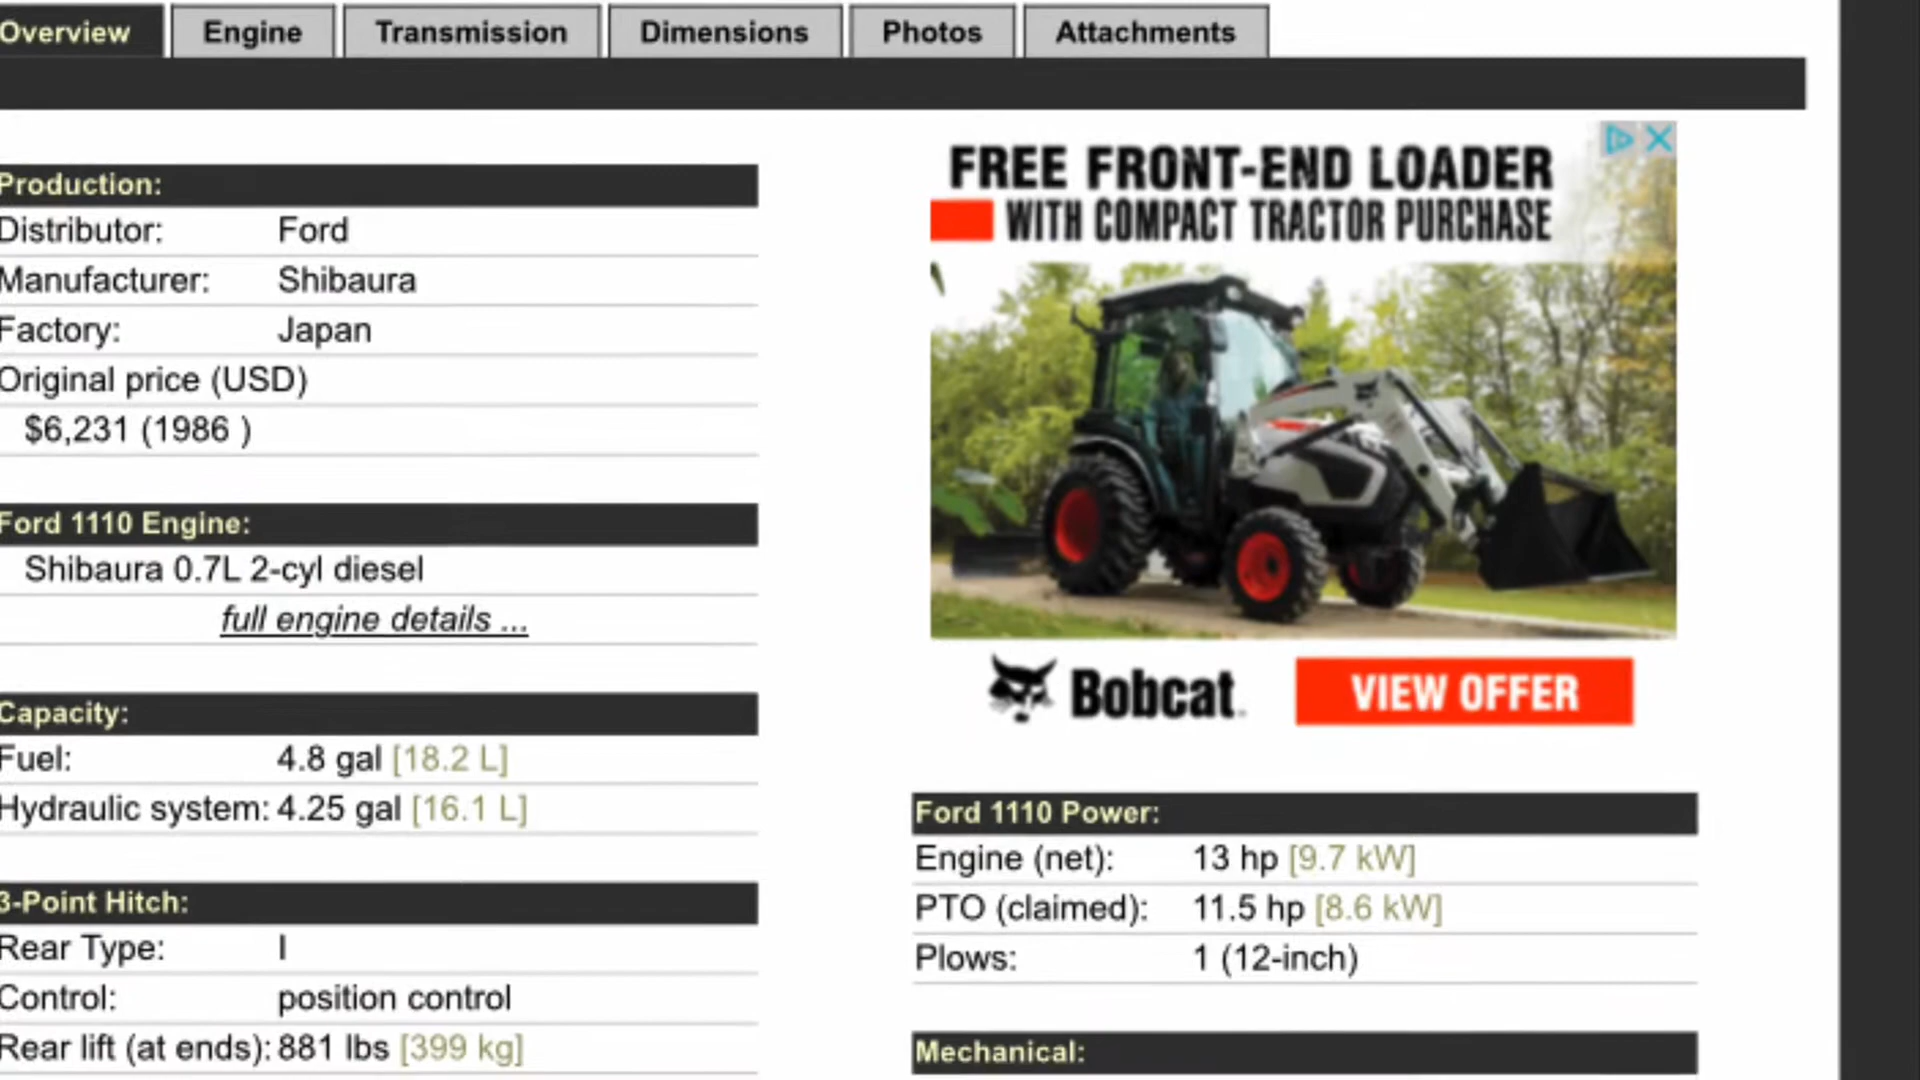 Overview Engine Transmission Dimensions Photos Attachments
Production:
Distributor: Ford
Manufacturer: Shibaura
Factory: Japan
Original price (USD)
$6,231 (1986 )
Ford 1110 Engine:
Shibaura 0.7L 2-cyl diesel
full engine details ...
Capacity:
Fuel: 4.8 gal [18.2 L]
Hydraulic system: 4.25 gal [16.1 L]
3-Point Hitch:
Rear Type: I
Control: position control
Rear lift (at ends): 881 lbs [399 kg]
FREE FRONT-END LOADER
WITH COMPACT TRACTOR PURCHASE
Bobcat
VIEW OFFER
Ford 1110 Power:
Engine (net): 13 hp [9.7 kW]
PTO (claimed): 11.5 hp [8.6 kW]
Plows: 1 (12-inch)
Mechanical: